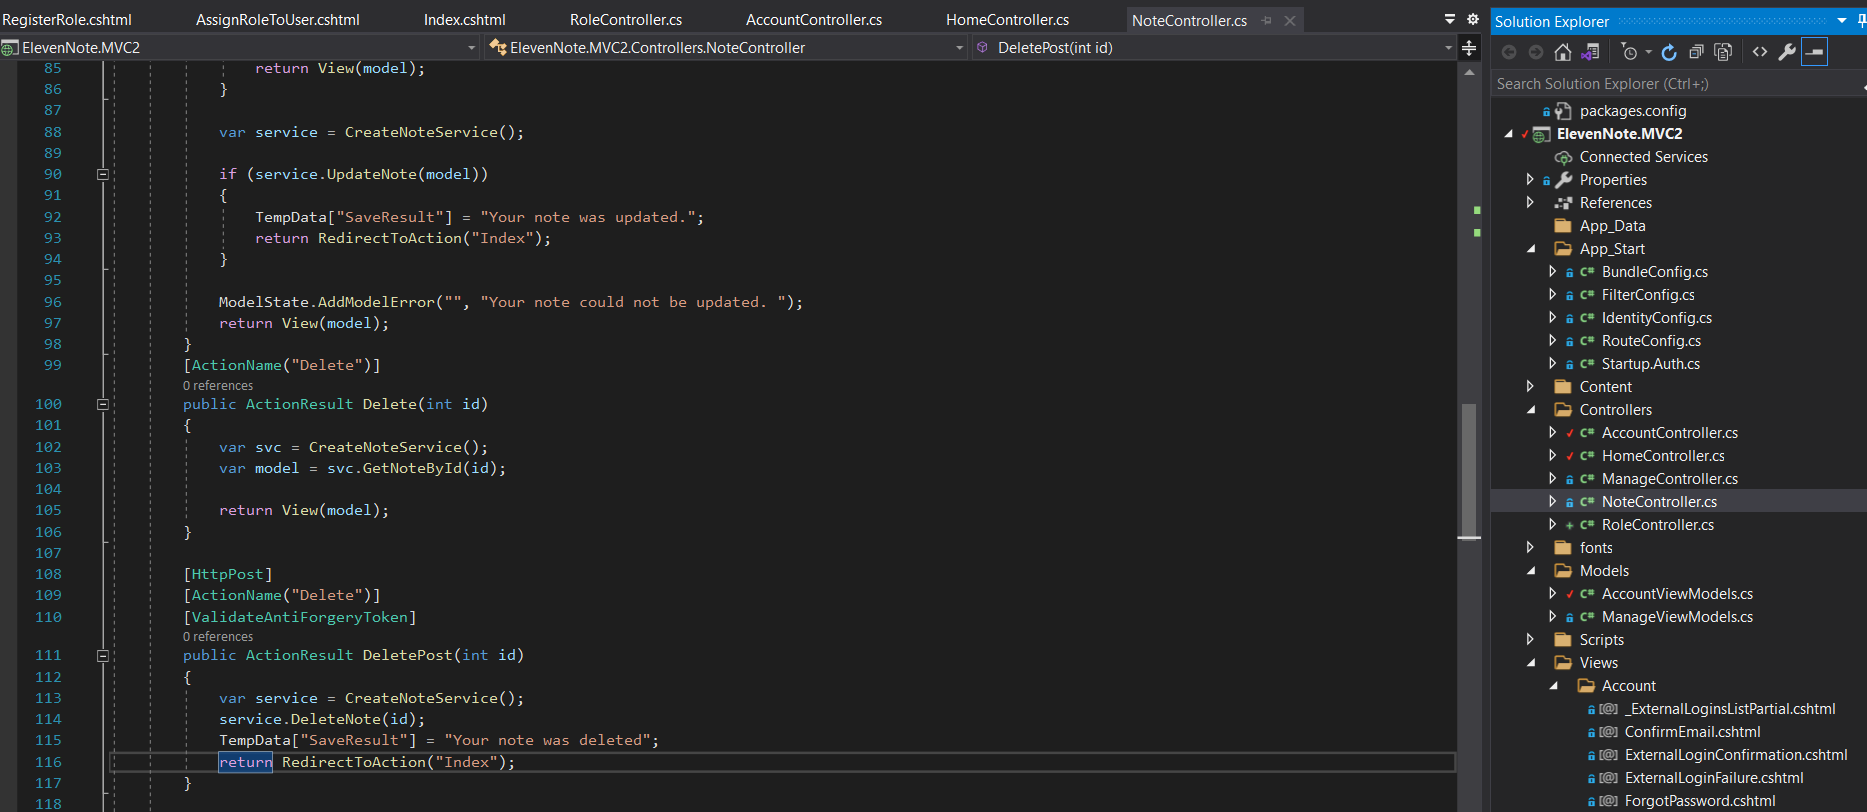 RegisterRole.cshtml AssignRoleToUser.cshtml Index.cshtml RoleController.cs AccountController.cs HomeController.cs NoteController.cs
ElevenNote.MVC2 ElevenNote.MVC2.Controllers.NoteController DeletePost(int id)
85 return View(model);
86 }
87
88 var service = CreateNoteService();
89
90 if (service.UpdateNote(model))
91 {
92 TempData["SaveResult"] = "Your note was updated.";
93 return RedirectToAction("Index");
94 }
95
96 ModelState.AddModelError("", "Your note could not be updated. ");
97 return View(model);
98 }
99 [ActionName("Delete")]
0 references
100 public ActionResult Delete(int id)
101 {
102 var svc = CreateNoteService();
103 var model = svc.GetNoteById(id);
104
105 return View(model);
106 }
107
108 [HttpPost]
109 [ActionName("Delete")]
110 [ValidateAntiForgeryToken]
0 references
111 public ActionResult DeletePost(int id)
112 {
113 var service = CreateNoteService();
114 service.DeleteNote(id);
115 TempData["SaveResult"] = "Your note was deleted";
116 return RedirectToAction("Index");
117 }
118
Solution Explorer
Search Solution Explorer (Ctrl+;)
packages.config
ElevenNote.MVC2
Connected Services
Properties
References
App_Data
App_Start
C# BundleConfig.cs
C# FilterConfig.cs
C# IdentityConfig.cs
C# RouteConfig.cs
C# Startup.Auth.cs
Content
Controllers
C# AccountController.cs
C# HomeController.cs
C# ManageController.cs
C# NoteController.cs
C# RoleController.cs
fonts
Models
C# AccountViewModels.cs
C# ManageViewModels.cs
Scripts
Views
Account
[@] _ExternalLoginsListPartial.cshtml
[@] ConfirmEmail.cshtml
[@] ExternalLoginConfirmation.cshtml
[@] ExternalLoginFailure.cshtml
[@] ForgotPassword.cshtml